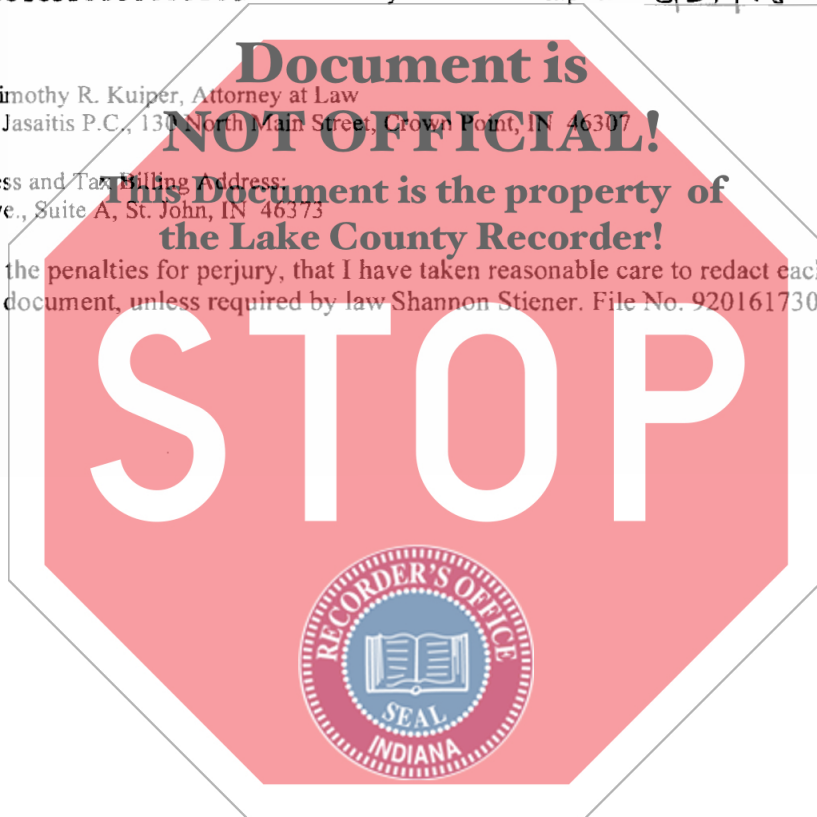 Document is
imothy R. Kuiper, Attorney at Law
Jasaitis P.C., 130 North Main Street, Crown Point, IN 46307
NOT OFFICIAL!
ess and Tax Billing Address:
This Document is the property of
ve., Suite A, St. John, IN 46373
the Lake County Recorder!
the penalties for perjury, that I have taken reasonable care to redact eac
document, unless required by law Shannon Stiener. File No. 920161730
STOP
RECORDER'S OFFICE
SEAL
INDIANA